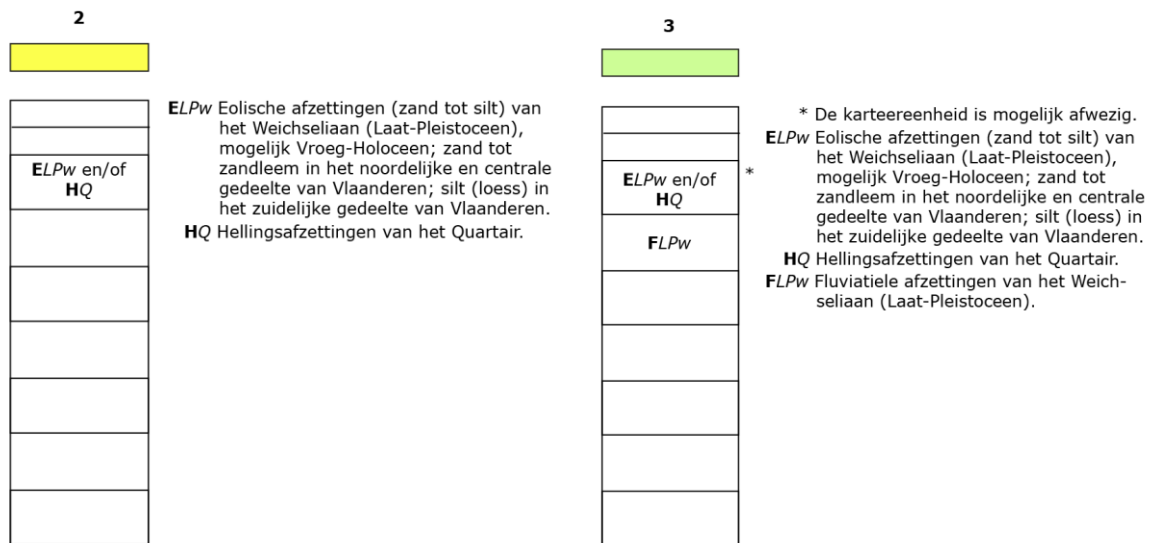 2
ELPw en/of
HQ
ELPw Eolische afzettingen (zand tot silt) van
het Weichseliaan (Laat-Pleistoceen),
mogelijk Vroeg-Holoceen; zand tot
zandleem in het noordelijke en centrale
gedeelte van Vlaanderen; silt (loess) in
het zuidelijke gedeelte van Vlaanderen.
HQ Hellingsafzettingen van het Quartair.
3
ELPw en/of
HQ
*
FLPw
* De karteereenheid is mogelijk afwezig.
ELPw Eolische afzettingen (zand tot silt) van
het Weichseliaan (Laat-Pleistoceen),
mogelijk Vroeg-Holoceen; zand tot
zandleem in het noordelijke en centrale
gedeelte van Vlaanderen; silt (loess) in
het zuidelijke gedeelte van Vlaanderen.
HQ Hellingsafzettingen van het Quartair.
FLPw Fluviatiele afzettingen van het Weich-
seliaan (Laat-Pleistoceen).